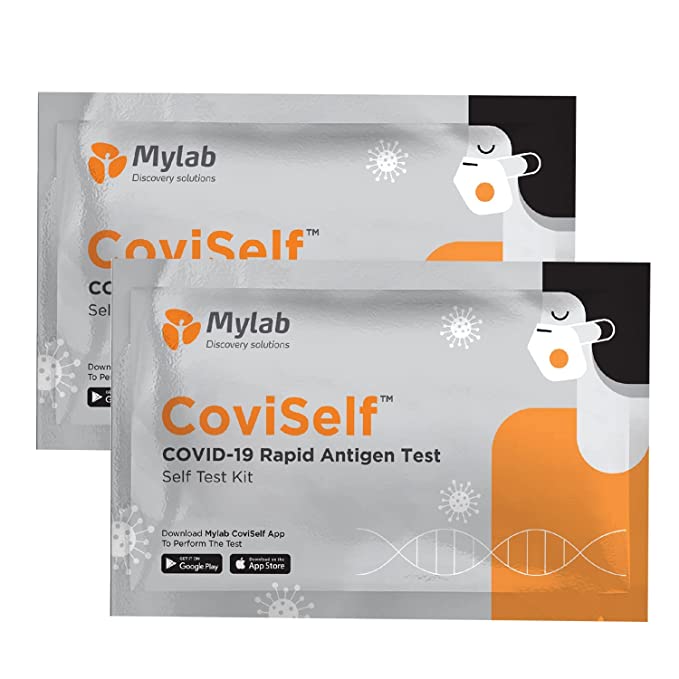 Mylab
Discovery solutions
CoviSelf™
Mylab
Discovery solutions
CoviSelf™
COVID-19 Rapid Antigen Test
Self Test Kit
Download Mylab CoviSelf App
To Perform The Test
GET IT ON
Google Play
Download on the
App Store